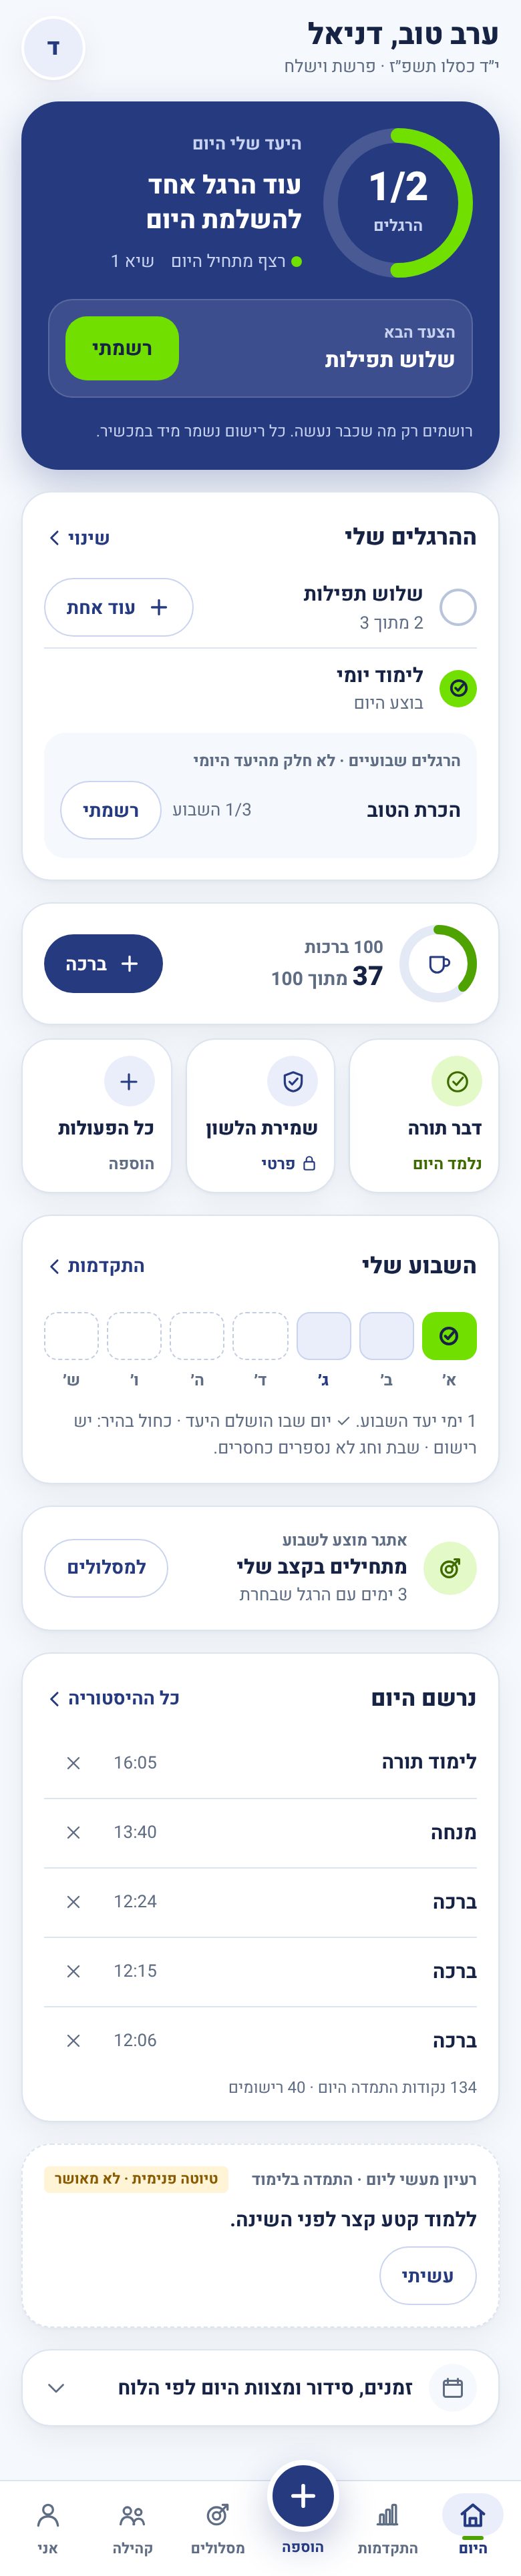 ערב טוב, דניאל
י״ד כסלו תשפ״ז · פרשת וישלח
ד
היעד שלי היום
עוד הרגל אחד
להשלמת היום
רצף מתחיל היום שיא 1
1/2
הרגלים
הצעד הבא
שלוש תפילות
רשמתי
רושמים רק מה שכבר נעשה. כל רישום נשמר מיד במכשיר.
ההרגלים שלי
שינוי
שלוש תפילות
2 מתוך 3
עוד אחת
לימוד יומי
בוצע היום
הרגלים שבועיים · לא חלק מהיעד היומי
הכרת הטוב
1/3 השבוע
רשמתי
100 ברכות
37 מתוך 100
ברכה
דבר תורה
נלמד היום
שמירת הלשון
פרטי
כל הפעולות
הוספה
השבוע שלי
התקדמות
א׳ ב׳ ג׳ ד׳ ה׳ ו׳ ש׳
1 ימי יעד השבוע. ✓ יום שבו הושלם היעד · כחול בהיר: יש
רישום · שבת וחג לא נספרים כחסרים.
אתגר מוצע לשבוע
מתחילים בקצב שלי
3 ימים עם הרגל שבחרת
למסלולים
נרשם היום
כל ההיסטוריה
לימוד תורה 16:05
מנחה 13:40
ברכה 12:24
ברכה 12:15
ברכה 12:06
134 נקודות התמדה היום · 40 רישומים
רעיון מעשי ליום · התמדה בלימוד
טיוטה פנימית · לא מאושר
ללמוד קטע קצר לפני השינה.
עשיתי
זמנים, סידור ומצוות היום לפי הלוח
היום
התקדמות
הוספה
מסלולים
קהילה
אני